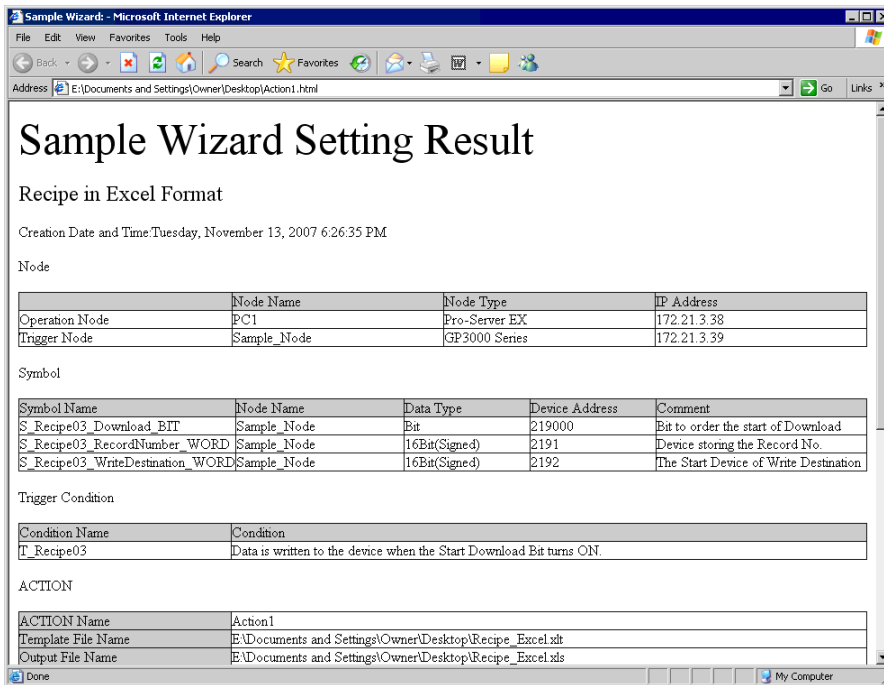 Sample Wizard: - Microsoft Internet Explorer
File Edit View Favorites Tools Help
Back Search Favorites
Address E:\Documents and Settings\Owner\Desktop\Action1.html Go Links
Sample Wizard Setting Result
Recipe in Excel Format
Creation Date and Time:Tuesday, November 13, 2007 6:26:35 PM
Node
Node Name Node Type IP Address
Operation Node PC1 Pro-Server EX 172.21.3.38
Trigger Node Sample_Node GP3000 Series 172.21.3.39
Symbol
Symbol Name Node Name Data Type Device Address Comment
S_Recipe03_Download_BIT Sample_Node Bit 219000 Bit to order the start of Download
S_Recipe03_RecordNumber_WORD Sample_Node 16Bit(Signed) 2191 Device storing the Record No.
S_Recipe03_WriteDestination_WORD Sample_Node 16Bit(Signed) 2192 The Start Device of Write Destination
Trigger Condition
Condition Name Condition
T_Recipe03 Data is written to the device when the Start Download Bit turns ON.
ACTION
ACTION Name Action1
Template File Name E:\Documents and Settings\Owner\Desktop\Recipe_Excel.xlt
Output File Name E:\Documents and Settings\Owner\Desktop\Recipe_Excel.xls
Done My Computer